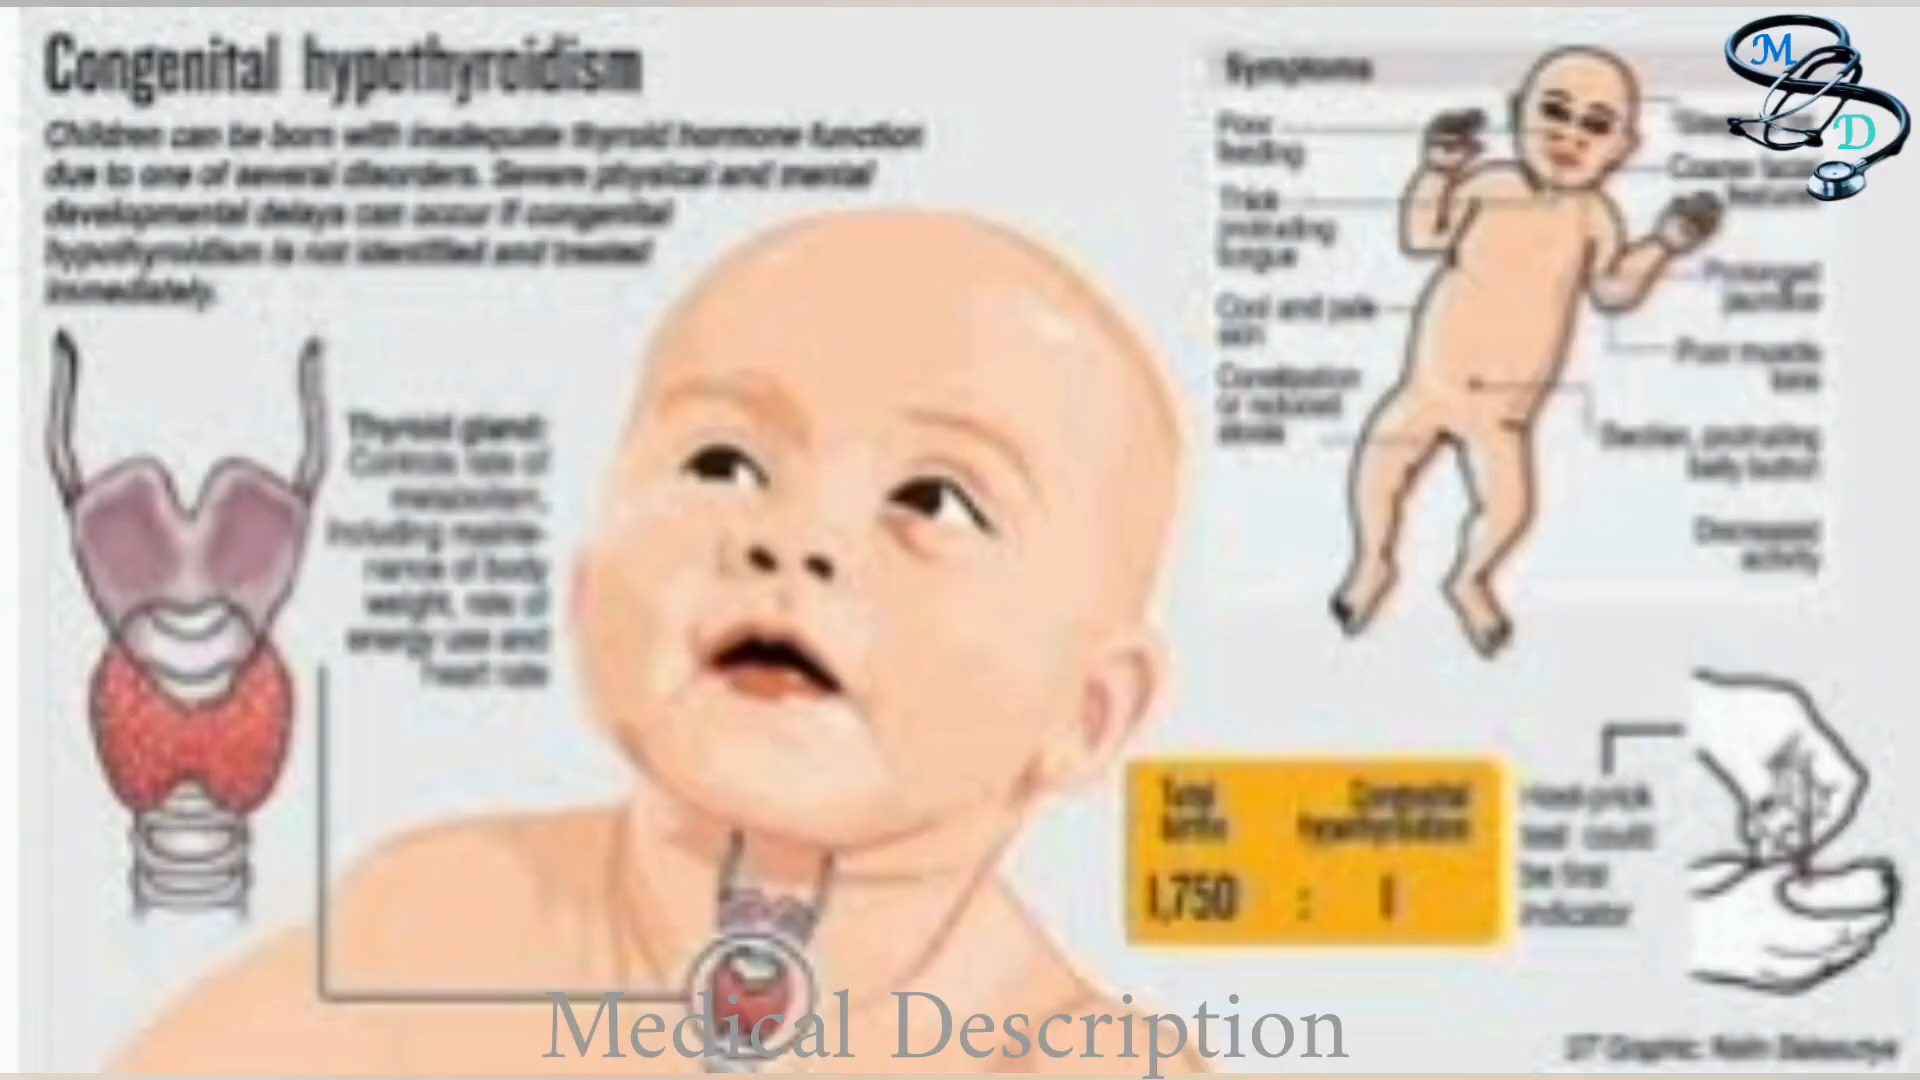 Congenital hypothyroidism
Children can be born with inadequate thyroid hormone function
due to one of several disorders. Severe physical and mental
developmental delays can occur if congenital
hypothyroidism is not identified and treated
immediately.
Thyroid gland:
Controls rate of
metabolism,
including mainte-
nance of body
weight, rate of
energy use and
heart rate
Symptoms
Poor
feeding
Thick
protruding
tongue
Cool and pale
skin
Constipation
or reduced
stools
Coarse facial
features
Prolonged
jaundice
Poor muscle
tone
Swollen, protruding
belly button
Decreased
activity
Total
births
Congenital
hypothyroidism
1,750 : 1
Heel-prick
test could
be first
indicator
M
D
Medical Description
Graphic: